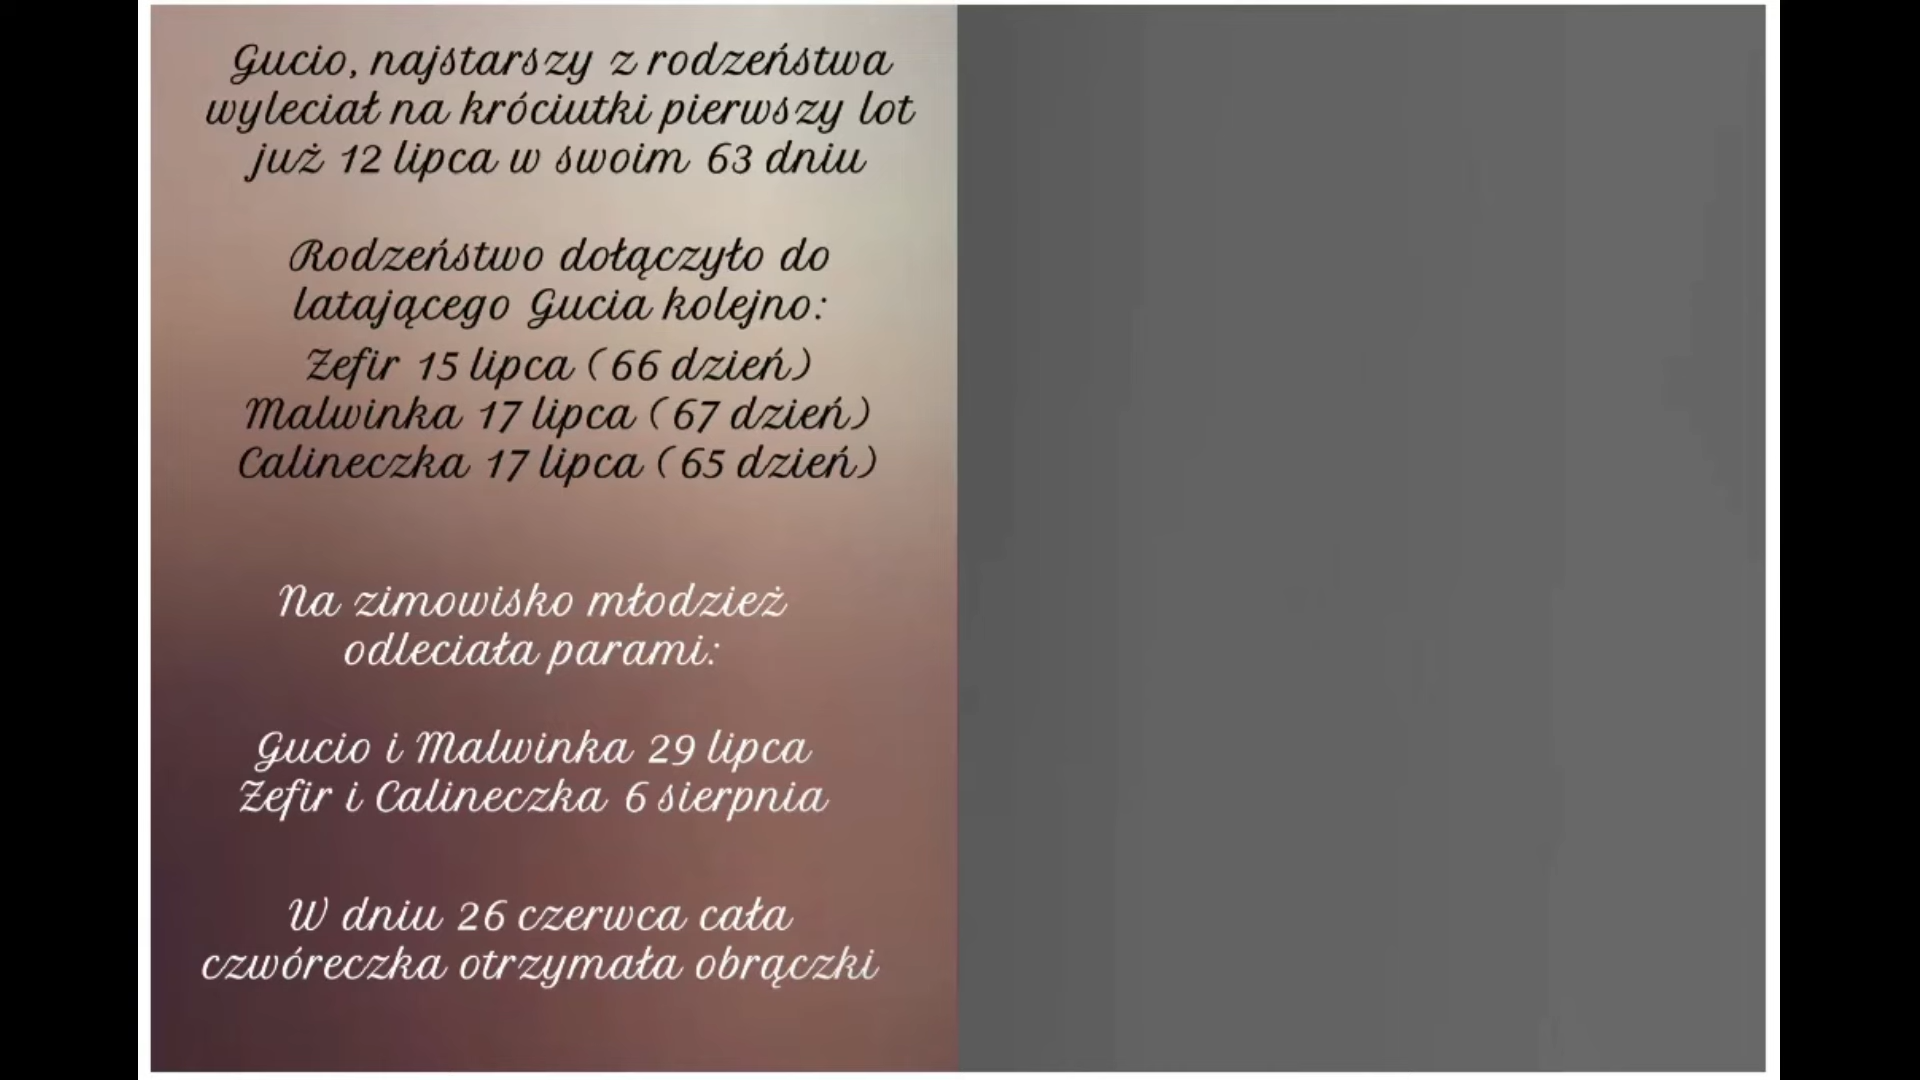 Gucio, najstarszy z rodzeństwa
wyleciał na króciutki pierwszy lot
już 12 lipca w swoim 63 dniu
Rodzeństwo dołączyło do
latającego Gucia kolejno:
Zefir 15 lipca (66 dzień)
Malwinka 17 lipca (67 dzień)
Calineczka 17 lipca (65 dzień)
Na zimowisko młodzież
odleciała parami:
Gucio i Malwinka 29 lipca
Zefir i Calineczka 6 sierpnia
W dniu 26 czerwca cała
czwóreczka otrzymała obrączki